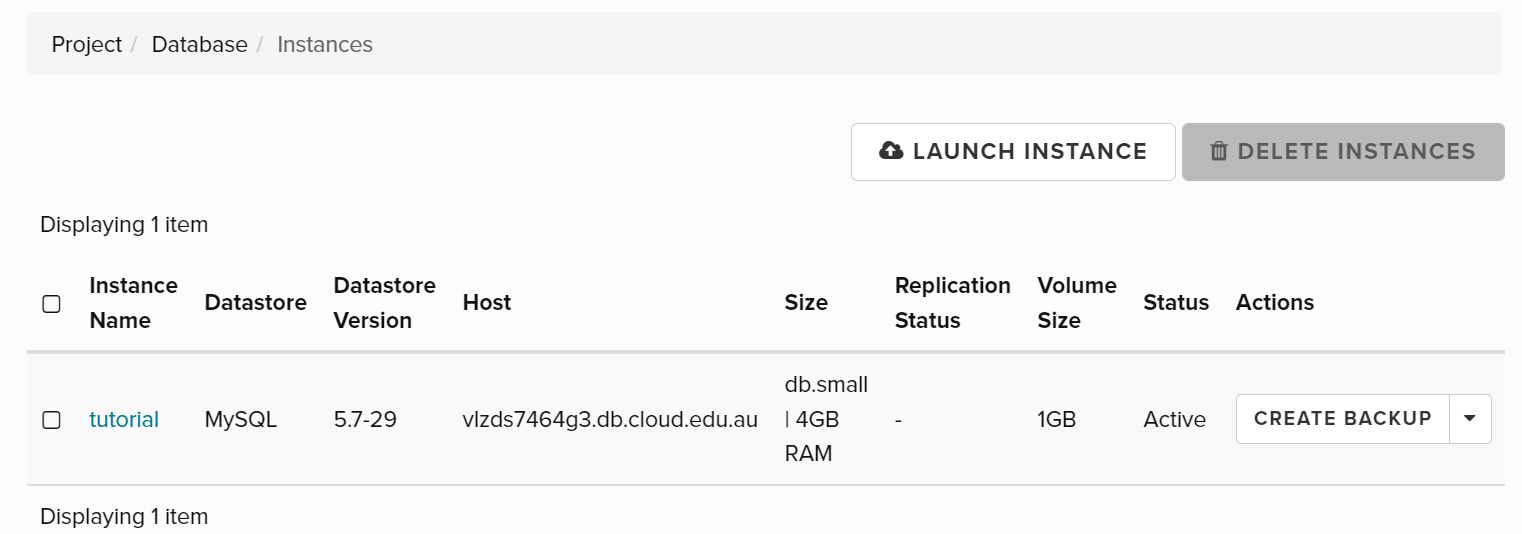 Project / Database / Instances
LAUNCH INSTANCE DELETE INSTANCES
Displaying 1 item
Instance Name Datastore Datastore Version Host Size Replication Status Volume Size Status Actions
tutorial MySQL 5.7-29 vlzds7464g3.db.cloud.edu.au db.small | 4GB RAM - 1GB Active CREATE BACKUP
Displaying 1 item